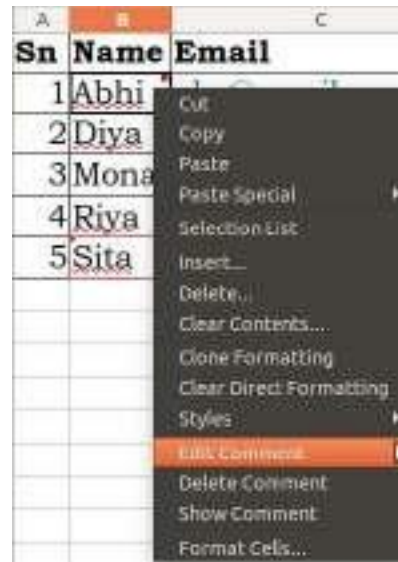 A B C
Sn Name Email
1 Abhi
2 Diya
3 Mona
4 Riya
5 Sita
Cut
Copy
Paste
Paste Special
Selection List
Insert...
Delete...
Clear Contents...
Clone Formatting
Clear Direct Formatting
Styles
Edit Comment
Delete Comment
Show Comment
Format Cells...